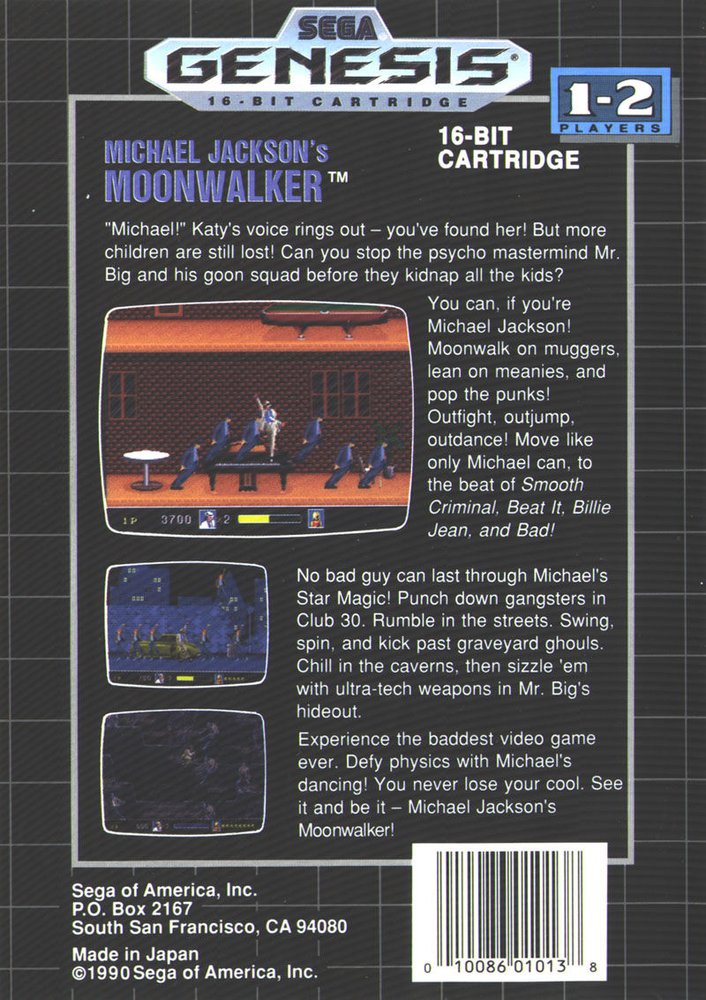 SEGA
GENESIS®
16-BIT CARTRIDGE
1-2
PLAYERS
16-BIT
CARTRIDGE
MICHAEL JACKSON's
MOONWALKER™
"Michael!" Katy's voice rings out – you've found her! But more
children are still lost! Can you stop the psycho mastermind Mr.
Big and his goon squad before they kidnap all the kids?
You can, if you're
Michael Jackson!
Moonwalk on muggers,
lean on meanies, and
pop the punks!
Outfight, outjump,
outdance! Move like
only Michael can, to
the beat of Smooth
Criminal, Beat It, Billie
Jean, and Bad!
1P 3700 2
No bad guy can last through Michael's
Star Magic! Punch down gangsters in
Club 30. Rumble in the streets. Swing,
spin, and kick past graveyard ghouls.
Chill in the caverns, then sizzle 'em
with ultra-tech weapons in Mr. Big's
hideout.
Experience the baddest video game
ever. Defy physics with Michael's
dancing! You never lose your cool. See
it and be it – Michael Jackson's
Moonwalker!
Sega of America, Inc.
P.O. Box 2167
South San Francisco, CA 94080
Made in Japan
©1990 Sega of America, Inc.
0 10086 01013 8